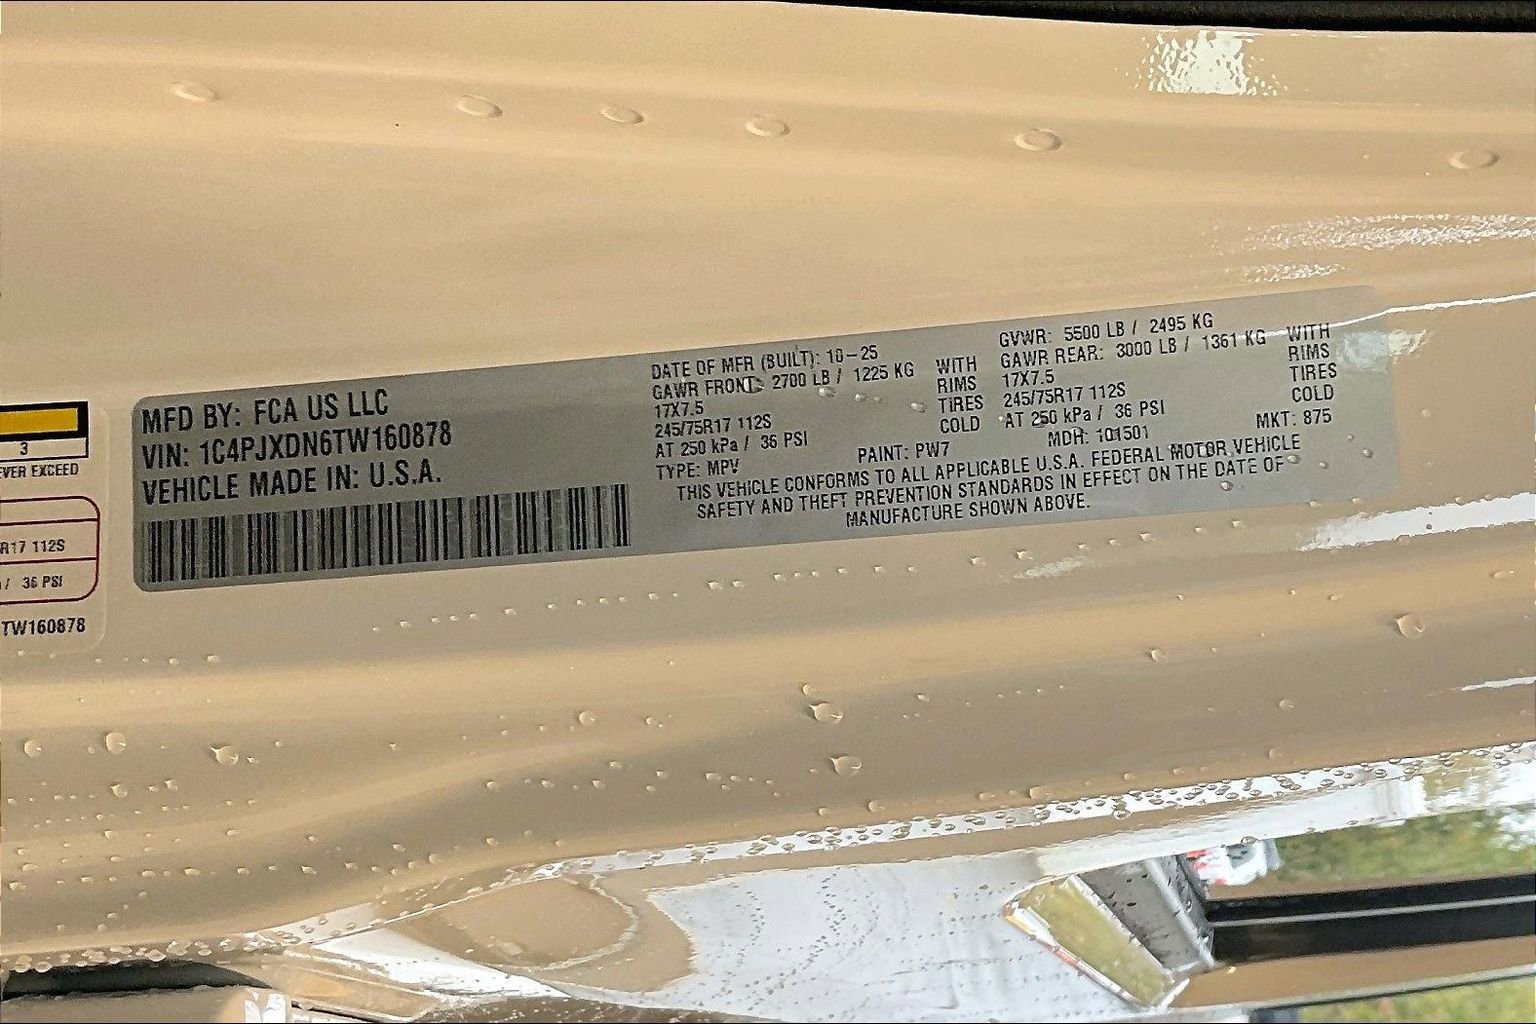 3
EVER EXCEED
R17 112S
/ 36 PSI
TW160878
MFD BY: FCA US LLC
VIN: 1C4PJXDN6TW160878
VEHICLE MADE IN: U.S.A.
DATE OF MFR (BUILT): 10-25
GAWR FRONT: 2700 LB / 1225 KG WITH
17X7.5 RIMS
245/75R17 112S TIRES
AT 250 kPa / 36 PSI COLD
TYPE: MPV
PAINT: PW7
GVWR: 5500 LB / 2495 KG
GAWR REAR: 3000 LB / 1361 KG WITH
17X7.5 RIMS
245/75R17 112S TIRES
AT 250 kPa / 36 PSI COLD
MDH: 101501 MKT: 875
THIS VEHICLE CONFORMS TO ALL APPLICABLE U.S.A. FEDERAL MOTOR VEHICLE
SAFETY AND THEFT PREVENTION STANDARDS IN EFFECT ON THE DATE OF
MANUFACTURE SHOWN ABOVE.